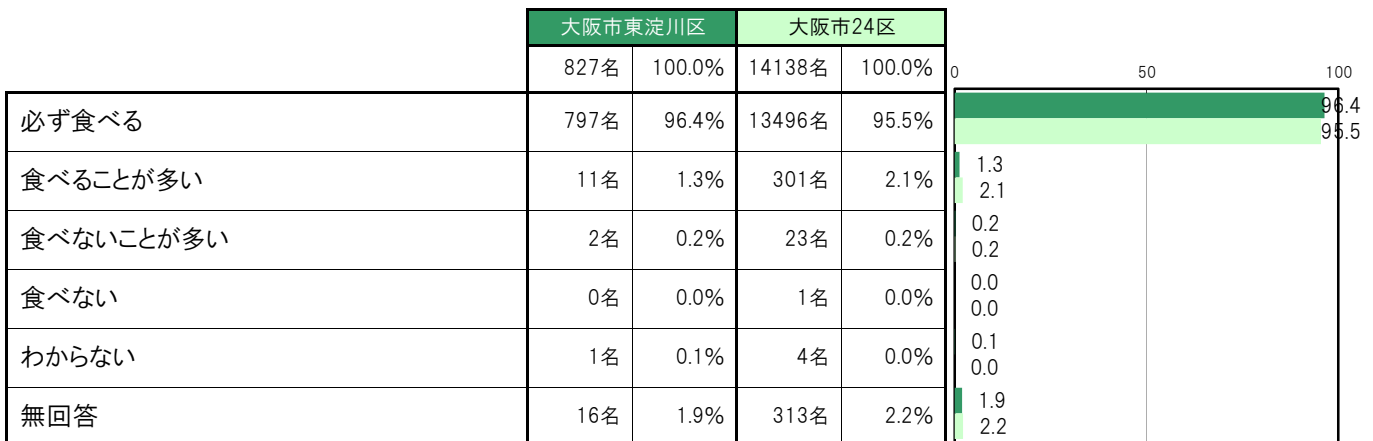 大阪市東淀川区 大阪市24区
827名 100.0% 14138名 100.0%
0 50 100
必ず食べる 797名 96.4% 13496名 95.5%
96.4
95.5
食べることが多い 11名 1.3% 301名 2.1%
1.3
2.1
食べないことが多い 2名 0.2% 23名 0.2%
0.2
0.2
食べない 0名 0.0% 1名 0.0%
0.0
0.0
わからない 1名 0.1% 4名 0.0%
0.1
0.0
無回答 16名 1.9% 313名 2.2%
1.9
2.2